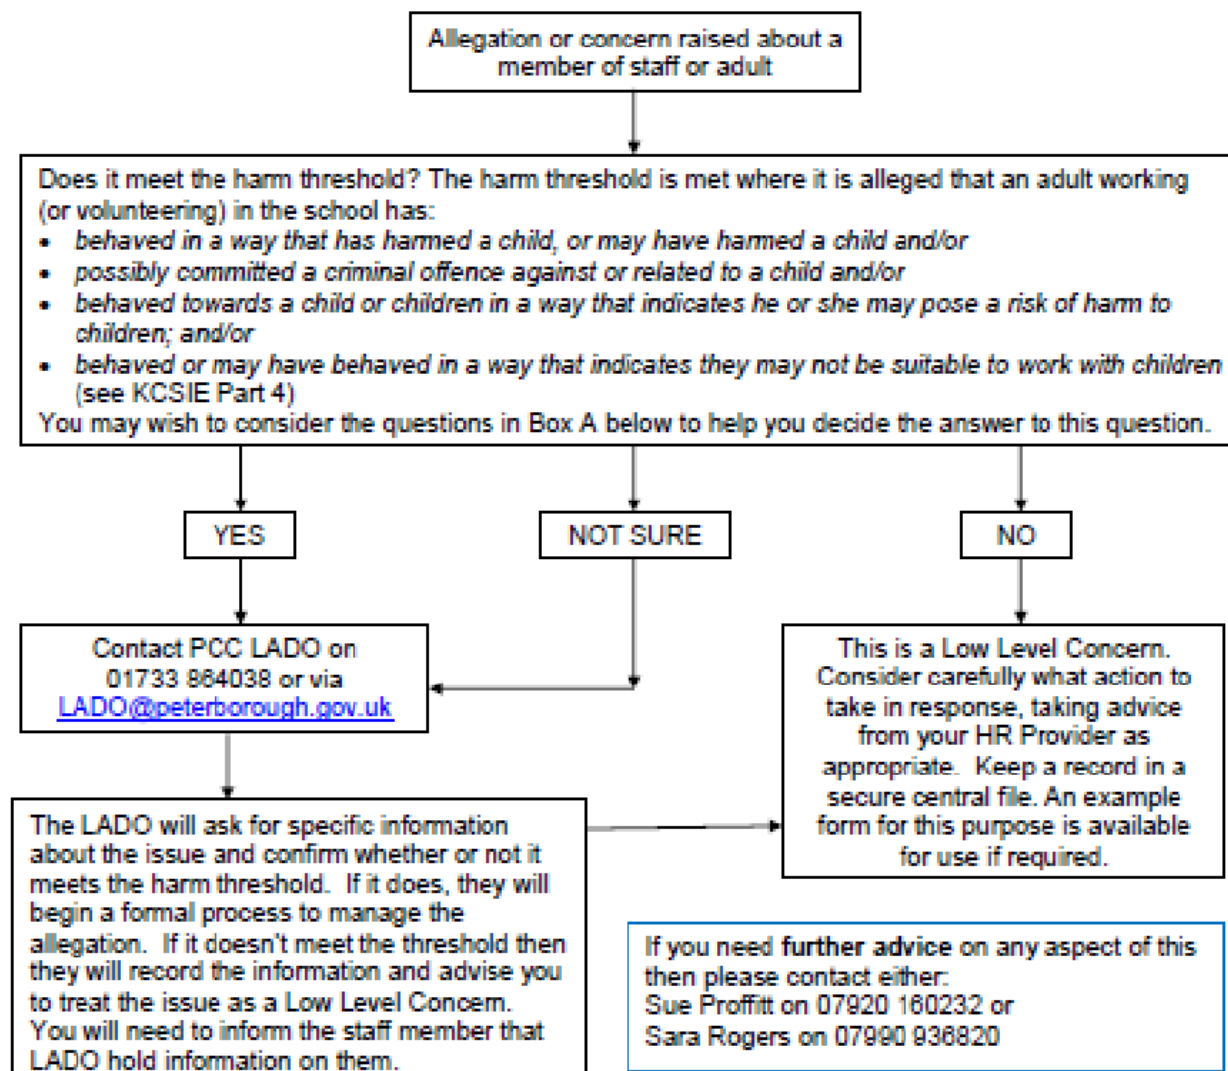 Allegation or concern raised about a
member of staff or adult
Does it meet the harm threshold? The harm threshold is met where it is alleged that an adult working
(or volunteering) in the school has:
• behaved in a way that has harmed a child, or may have harmed a child and/or
• possibly committed a criminal offence against or related to a child and/or
• behaved towards a child or children in a way that indicates he or she may pose a risk of harm to
children; and/or
• behaved or may have behaved in a way that indicates they may not be suitable to work with children
(see KCSIE Part 4)
You may wish to consider the questions in Box A below to help you decide the answer to this question.
YES
NOT SURE
NO
Contact PCC LADO on
01733 864038 or via
LADO@peterborough.gov.uk
This is a Low Level Concern.
Consider carefully what action to
take in response, taking advice
from your HR Provider as
appropriate. Keep a record in a
secure central file. An example
form for this purpose is available
for use if required.
The LADO will ask for specific information
about the issue and confirm whether or not it
meets the harm threshold. If it does, they will
begin a formal process to manage the
allegation. If it doesn't meet the threshold then
they will record the information and advise you
to treat the issue as a Low Level Concern.
You will need to inform the staff member that
LADO hold information on them.
If you need further advice on any aspect of this
then please contact either:
Sue Proffitt on 07920 160232 or
Sara Rogers on 07990 936820